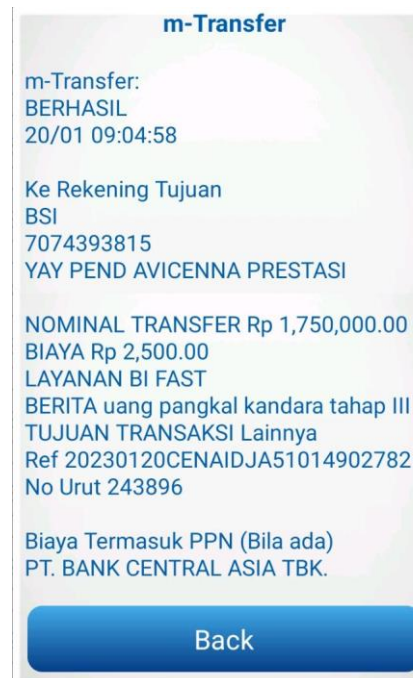 m-Transfer
m-Transfer:
BERHASIL
20/01 09:04:58
Ke Rekening Tujuan
BSI
7074393815
YAY PEND AVICENNA PRESTASI
NOMINAL TRANSFER Rp 1,750,000.00
BIAYA Rp 2,500.00
LAYANAN BI FAST
BERITA uang pangkal kandara tahap III
TUJUAN TRANSAKSI Lainnya
Ref 20230120CENAIDJA51014902782
No Urut 243896
Biaya Termasuk PPN (Bila ada)
PT. BANK CENTRAL ASIA TBK.
Back